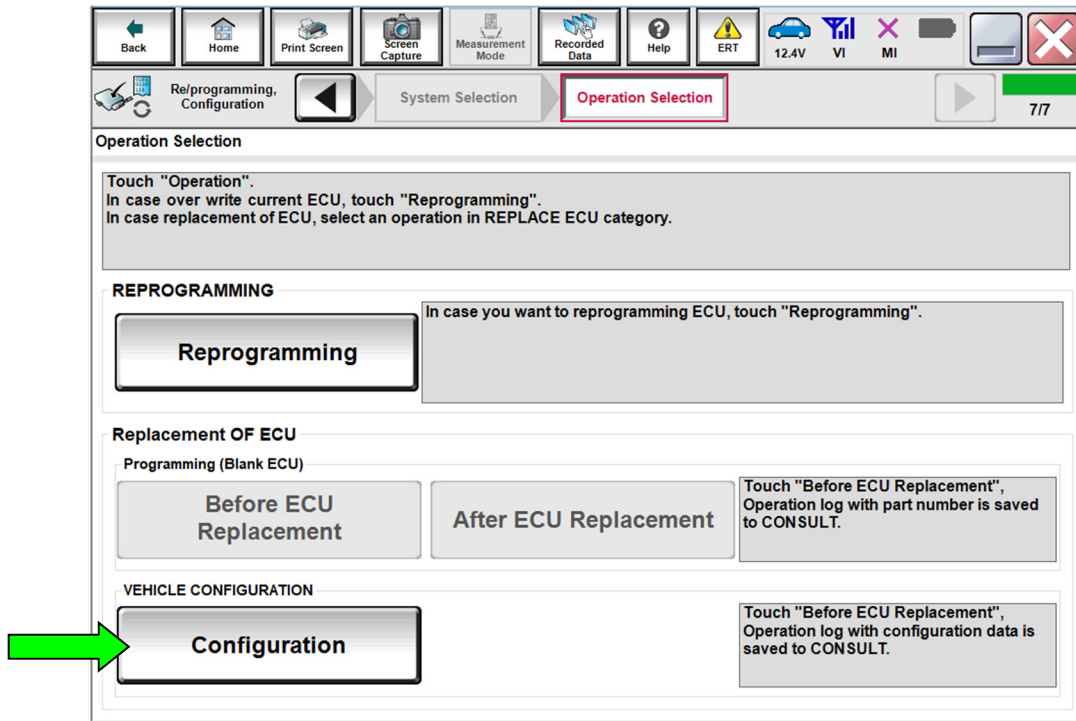 Back
Home
Print Screen
Screen
Capture
Measurement
Mode
Recorded
Data
Help
ERT
12.4V
VI
MI
Re/programming,
Configuration
System Selection
Operation Selection
7/7
Operation Selection
Touch "Operation".
In case over write current ECU, touch "Reprogramming".
In case replacement of ECU, select an operation in REPLACE ECU category.
REPROGRAMMING
Reprogramming
In case you want to reprogramming ECU, touch "Reprogramming".
Replacement OF ECU
Programming (Blank ECU)
Before ECU
Replacement
After ECU Replacement
Touch "Before ECU Replacement",
Operation log with part number is saved
to CONSULT.
VEHICLE CONFIGURATION
Configuration
Touch "Before ECU Replacement",
Operation log with configuration data is
saved to CONSULT.